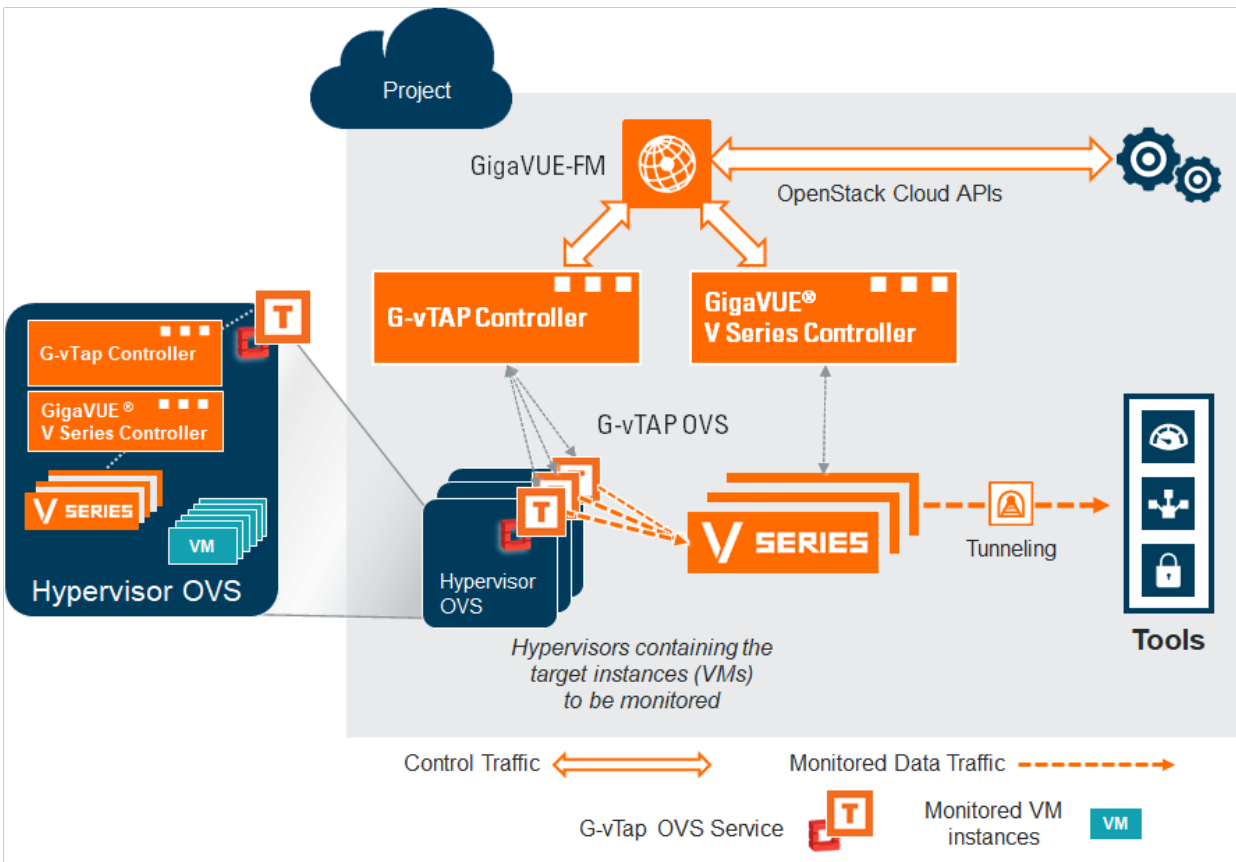 Project
GigaVUE-FM
OpenStack Cloud APIs
G-vTAP Controller
GigaVUE®
V Series Controller
T
G-vTap Controller
GigaVUE ®
V Series Controller
V SERIES
VM
Hypervisor OVS
G-vTAP OVS
T
T
T
Hypervisor
OVS
V SERIES
Tunneling
Tools
Hypervisors containing the
target instances (VMs)
to be monitored
Control Traffic
Monitored Data Traffic
G-vTap OVS Service
T
Monitored VM
instances
VM